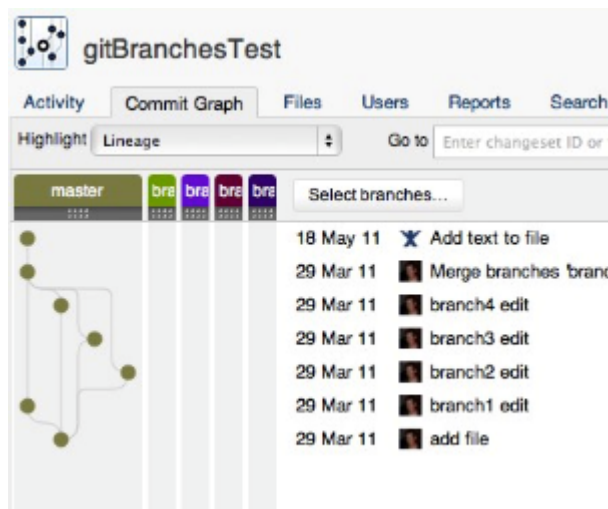 gitBranchesTest
Activity Commit Graph Files Users Reports Search
Highlight Lineage Go to Enter changeset ID or
master bra bra bra bra Select branches...
18 May 11 Add text to file
29 Mar 11 Merge branches 'branc
29 Mar 11 branch4 edit
29 Mar 11 branch3 edit
29 Mar 11 branch2 edit
29 Mar 11 branch1 edit
29 Mar 11 add file